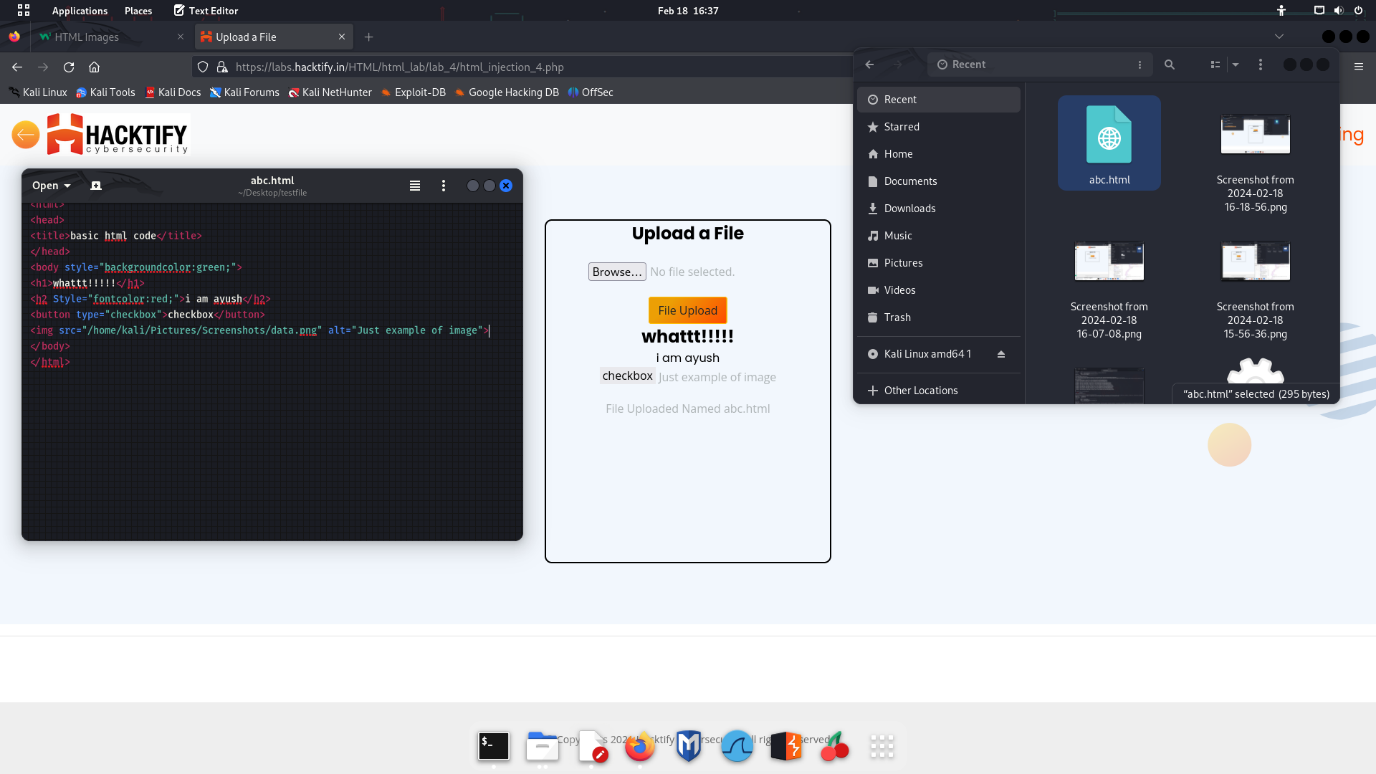 Applications Places Text Editor Feb 18 16:37
HTML Images Upload a File
https://labs.hacktify.in/HTML/html_lab/lab_4/html_injection_4.php
Kali Linux Kali Tools Kali Docs Kali Forums Kali NetHunter Exploit-DB Google Hacking DB OffSec
HACKTIFY
cybersecurity
ing
Open abc.html
~/Desktop/testfile
<html>
<head>
<title>basic html code</title>
</head>
<body style="backgroundcolor:green;">
<h1>whattt!!!!!</h1>
<h2 Style="fontcolor:red;">i am ayush</h2>
<button type="checkbox">checkbox</button>
<img src="/home/kali/Pictures/Screenshots/data.png" alt="Just example of image">
</body>
</html>
Upload a File
Browse... No file selected.
File Upload
whattt!!!!!
i am ayush
checkbox Just example of image
File Uploaded Named abc.html
Recent
Recent
Starred
Home
Documents
Downloads
Music
Pictures
Videos
Trash
Kali Linux amd64 1
Other Locations
abc.html
Screenshot from
2024-02-18
16-18-56.png
Screenshot from
2024-02-18
16-07-08.png
Screenshot from
2024-02-18
15-56-36.png
"abc.html" selected (295 bytes)